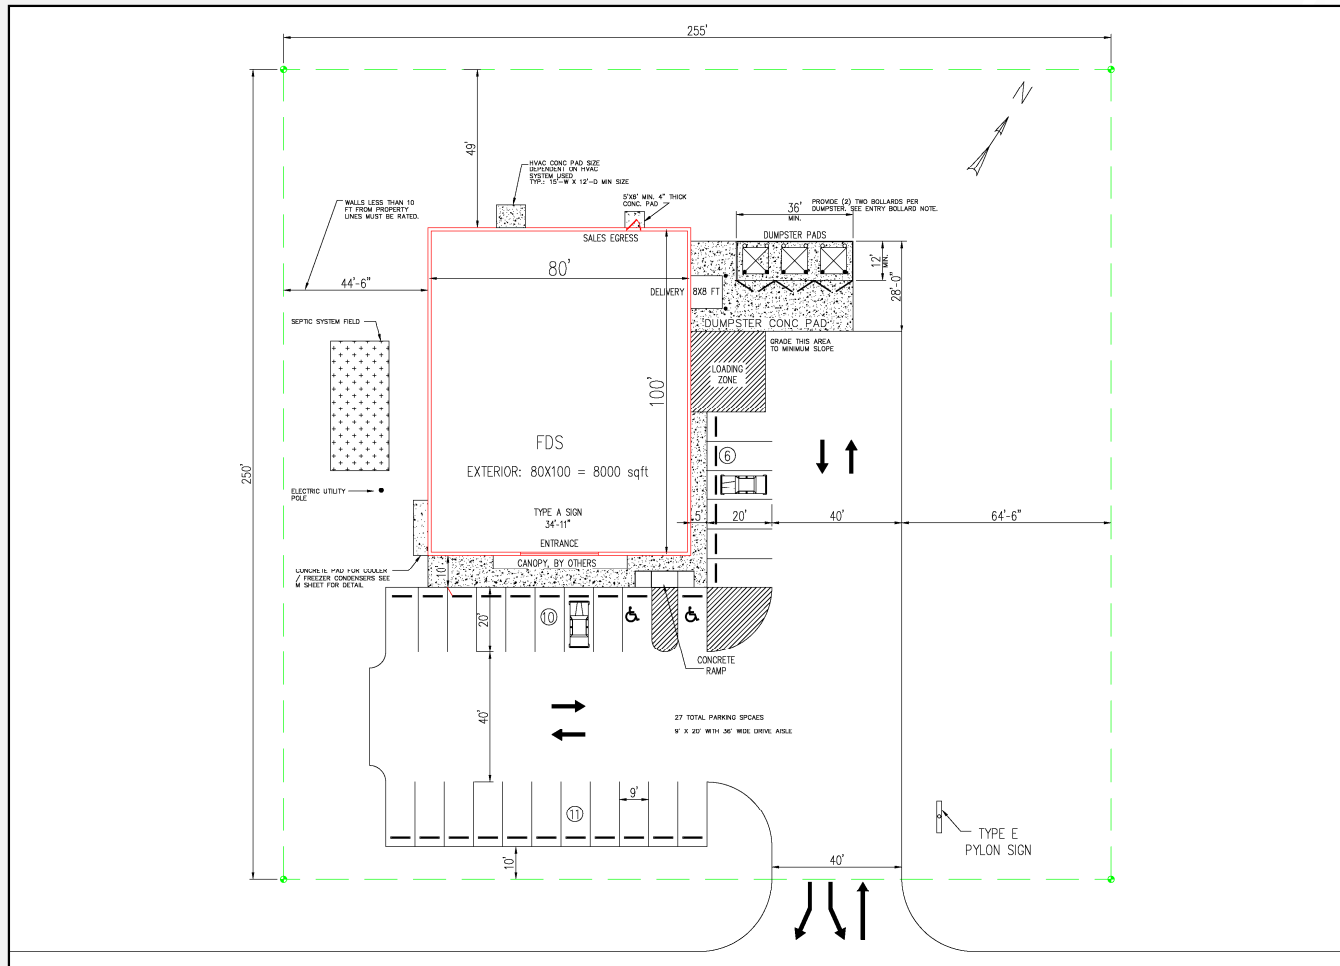 255'
N
49'
HVAC CONC PAD SIZE
DEPENDENT ON HVAC
SYSTEM USED
TYP.: 15'-W X 12'-D MIN SIZE
5'X8' MIN. 4" THICK
CONC. PAD
WALLS LESS THAN 10
FT FROM PROPERTY
LINES MUST BE RATED.
36'
MIN.
PROVIDE (2) TWO BOLLARDS PER
DUMPSTER. SEE ENTRY BOLLARD NOTE.
SALES EGRESS
DUMPSTER PADS
80'
12'
MIN.
44'-6"
DELIVERY
8X8 FT
28'-0"
SEPTIC SYSTEM FIELD
DUMPSTER CONC PAD
GRADE THIS AREA
TO MINIMUM SLOPE
LOADING
ZONE
100'
FDS
EXTERIOR: 80X100 = 8000 sqft
6
250'
ELECTRIC UTILITY
POLE
TYPE A SIGN
34'-11"
5'
20'
40'
64'-6"
ENTRANCE
CANOPY, BY OTHERS
CONCRETE PAD FOR COOLER
/ FREEZER CONDENSERS SEE
M SHEET FOR DETAIL
10'
20'
10
CONCRETE
RAMP
40'
27 TOTAL PARKING SPCAES
9' X 20' WITH 36' WIDE DRIVE AISLE
9'
11
TYPE E
PYLON SIGN
10'
40'